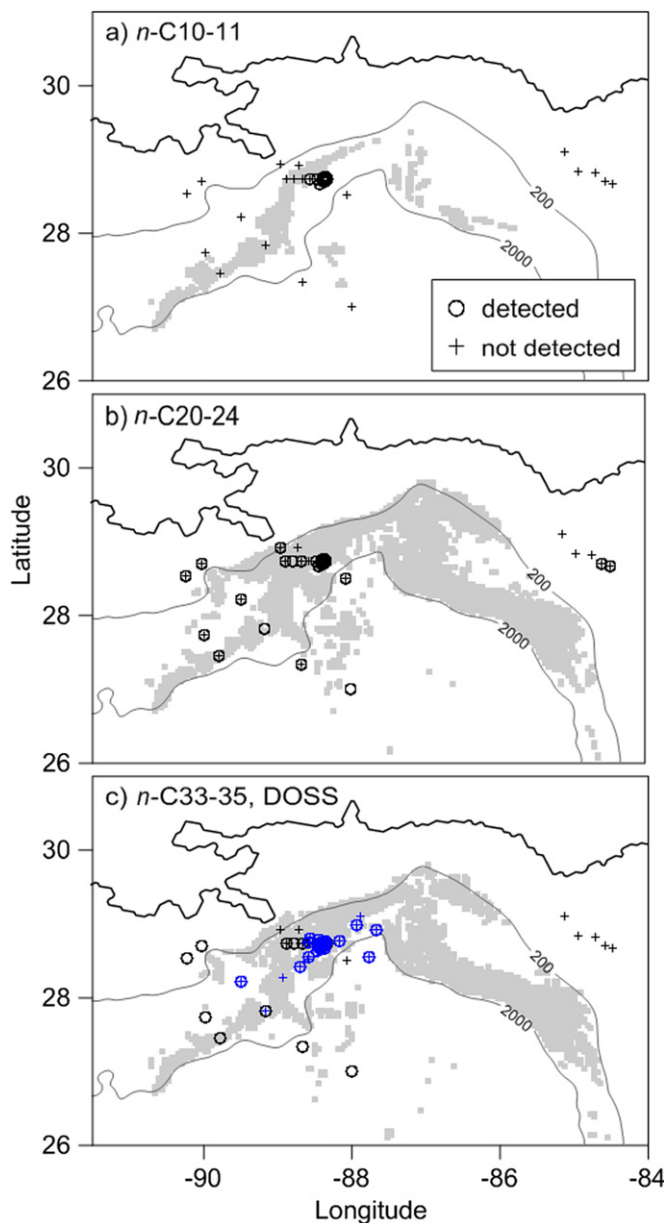 a) n-C10-11
30
28
26
200
2000
detected
not detected
b) n-C20-24
30
28
26
200
2000
Latitude
c) n-C33-35, DOSS
30
28
26
200
2000
-90 -88 -86 -84
Longitude